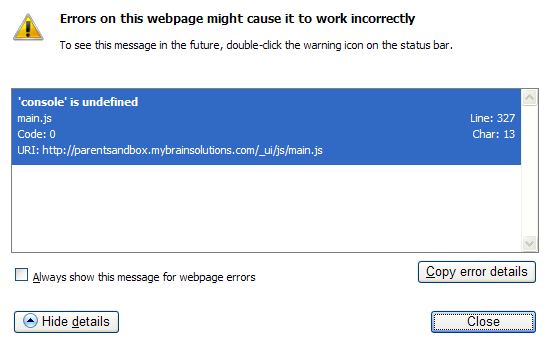 Errors on this webpage might cause it to work incorrectly
To see this message in the future, double-click the warning icon on the status bar.
'console' is undefined
main.js Line: 327
Code: 0 Char: 13
URI: http://parentsandbox.mybrainsolutions.com/_ui/js/main.js
Always show this message for webpage errors
Copy error details
Hide details
Close